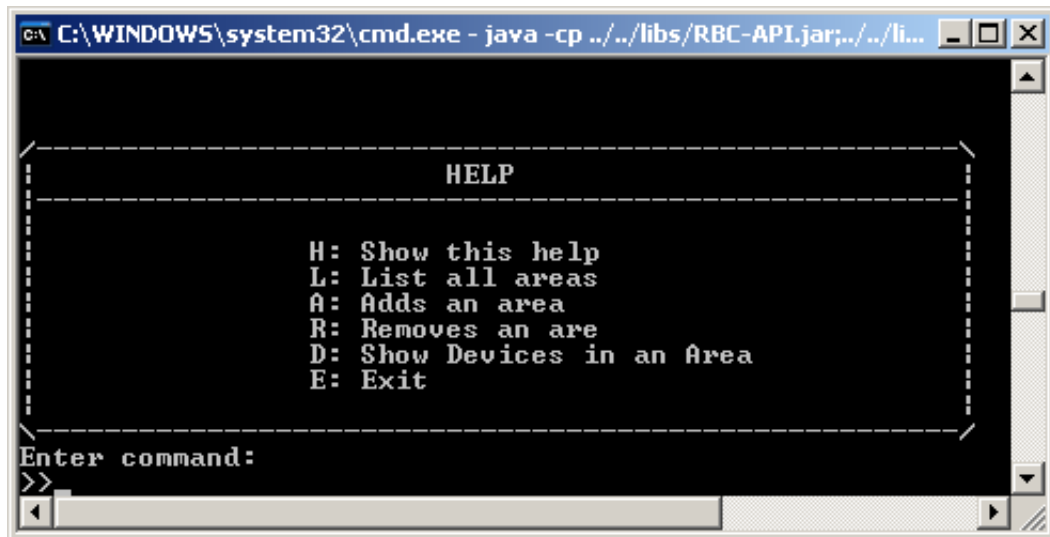 C:\WINDOWS\system32\cmd.exe - java -cp ../../libs/RBC-API.jar;../../li...
HELP
H: Show this help
L: List all areas
A: Adds an area
R: Removes an are
D: Show Devices in an Area
E: Exit
Enter command:
>>_